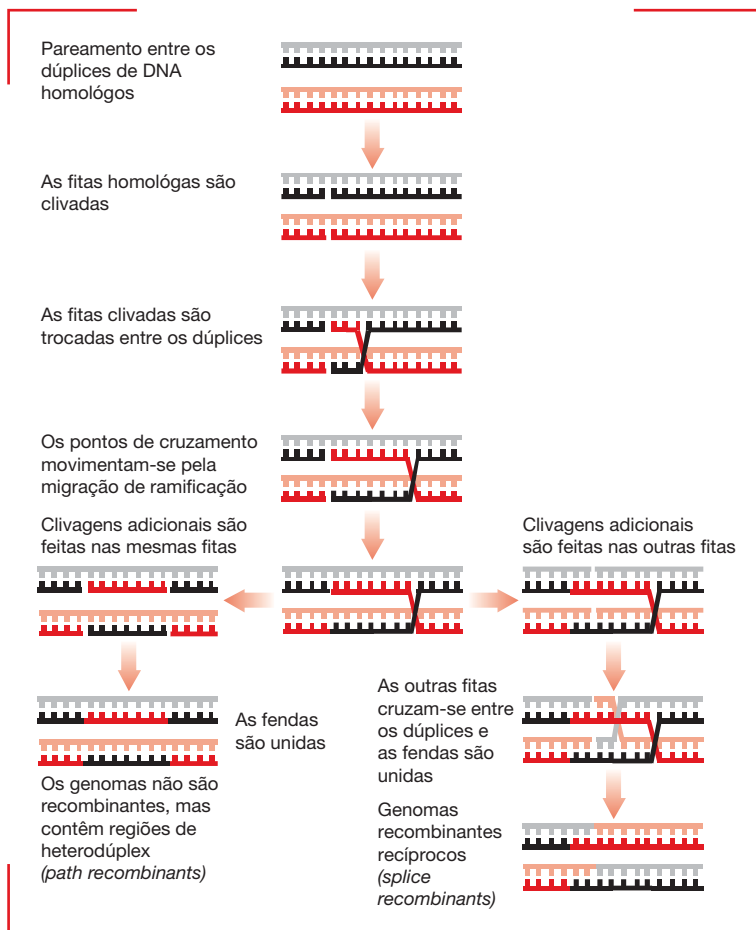 Pareamento entre os
dúplices de DNA
homológos
As fitas homológas são
clivadas
As fitas clivadas são
trocadas entre os dúplices
Os pontos de cruzamento
movimentam-se pela
migração de ramificação
Clivagens adicionais são
feitas nas mesmas fitas
Clivagens adicionais
são feitas nas outras fitas
As fendas
são unidas
As outras fitas
cruzam-se entre
os dúplices e
as fendas são
unidas
Os genomas não são
recombinantes, mas
contêm regiões de
heterodúplex
(path recombinants)
Genomas
recombinantes
recíprocos
(splice
recombinants)